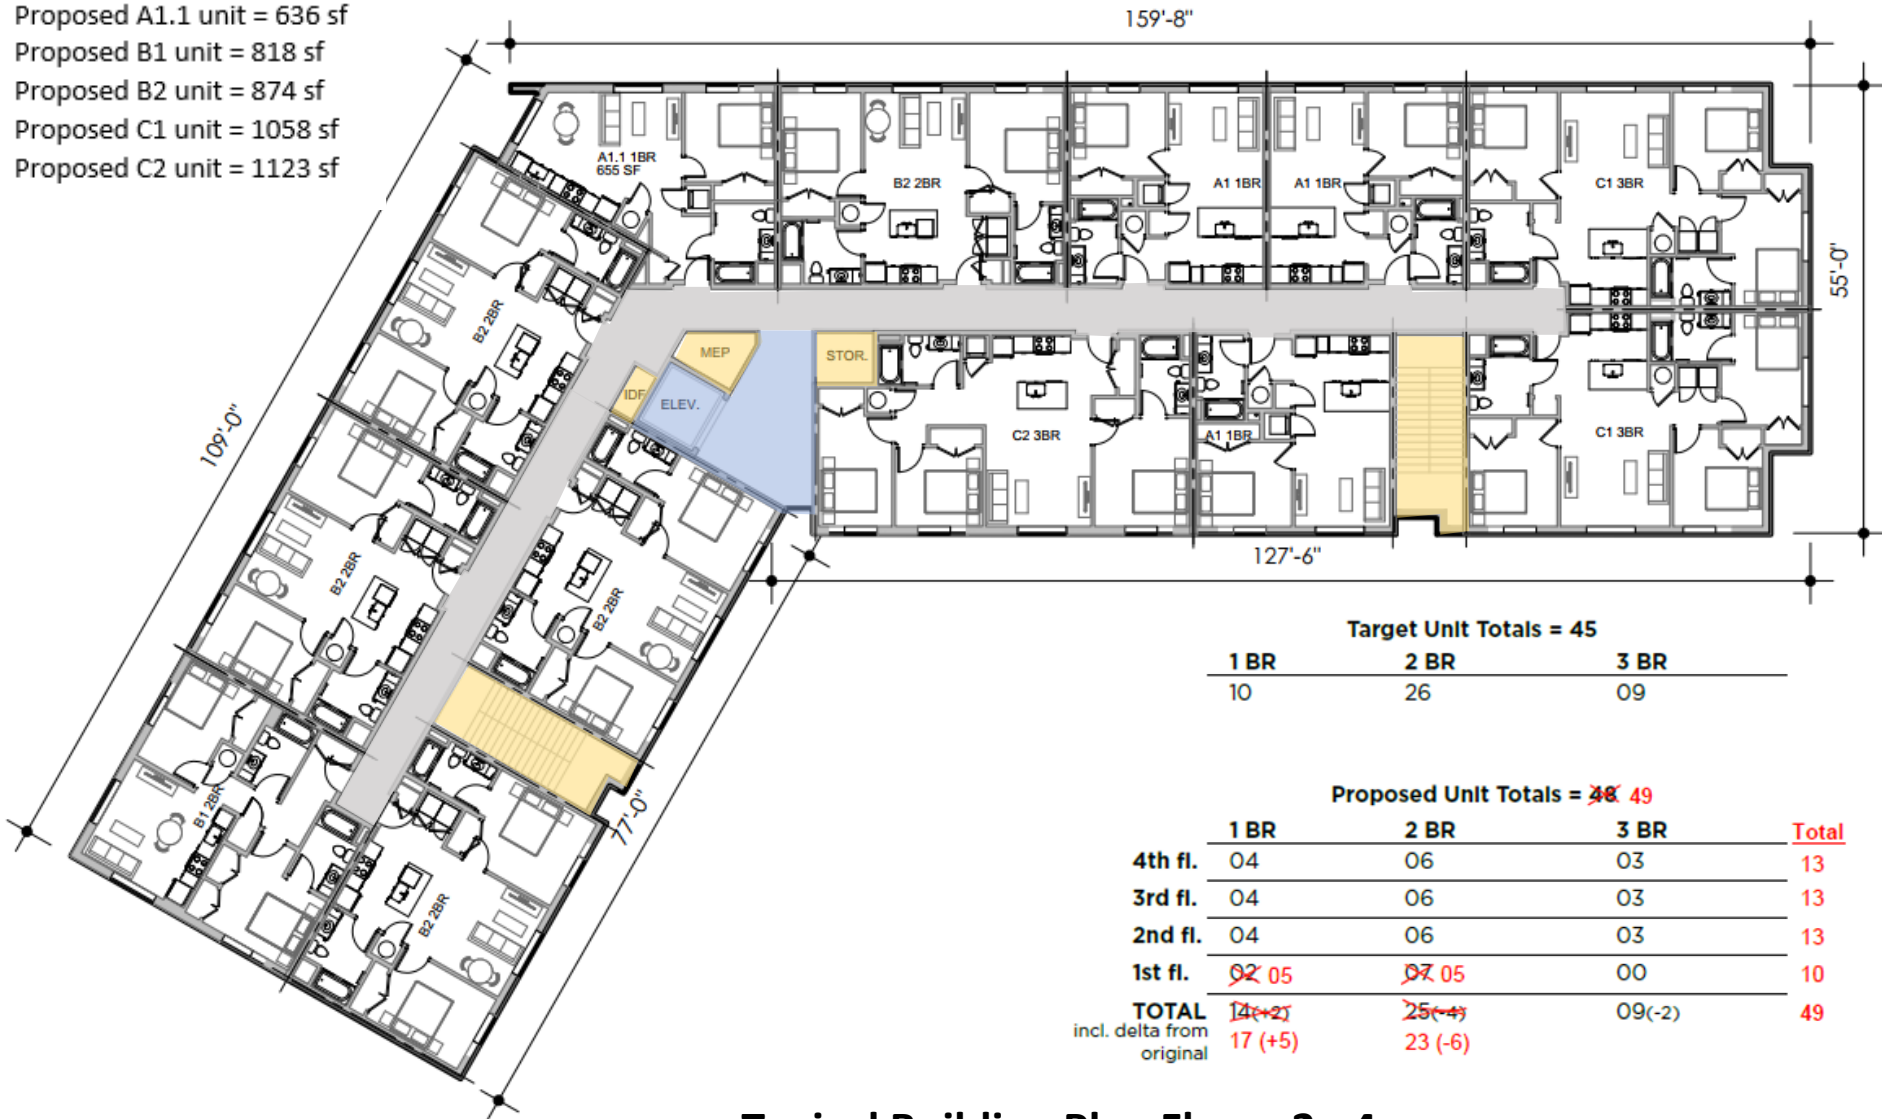 Proposed A1.1 unit = 636 sf
Proposed B1 unit = 818 sf
Proposed B2 unit = 874 sf
Proposed C1 unit = 1058 sf
Proposed C2 unit = 1123 sf
159'-8"
55'-0"
109'-0"
127'-6"
77'-0"
A1.1 1BR
655 SF
B2 2BR
A1 1BR
A1 1BR
C1 3BR
B2 2BR
MEP
STOR.
IDF
ELEV.
C2 3BR
A1 1BR
C1 3BR
B2 2BR
B2 2BR
B1 2BR
B2 2BR
Target Unit Totals = 45
1 BR 2 BR 3 BR
10 26 09
Proposed Unit Totals = 48 49
1 BR 2 BR 3 BR Total
4th fl. 04 06 03 13
3rd fl. 04 06 03 13
2nd fl. 04 06 03 13
1st fl. 02 05 07 05 00 10
TOTAL 14(+2) 25(-4) 09(-2) 49
incl. delta from
original 17 (+5) 23 (-6)